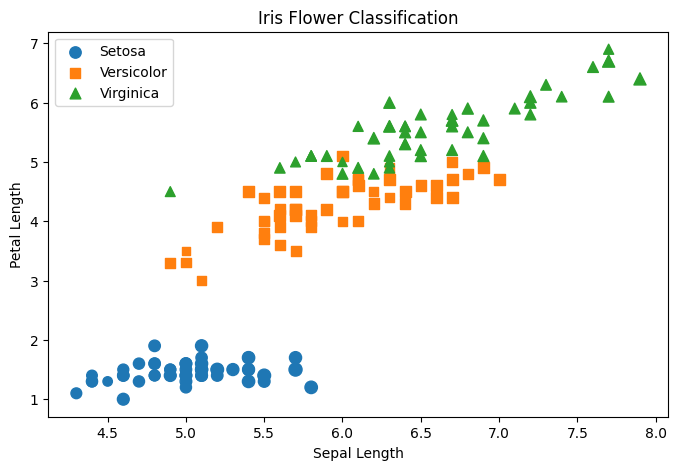 Iris Flower Classification
Setosa
Versicolor
Virginica
Petal Length
7
6
5
4
3
2
1
4.5 5.0 5.5 6.0 6.5 7.0 7.5 8.0
Sepal Length